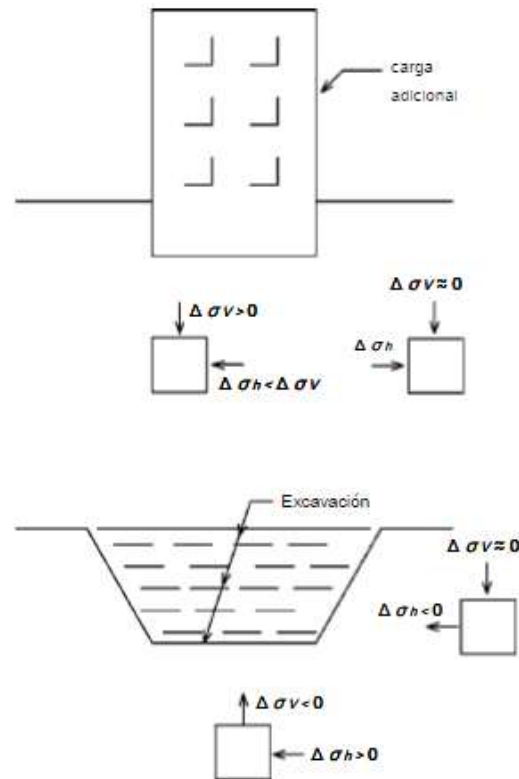 carga
adicional
Δ σv>0
Δ σh<Δ σv
Δ σv≈0
Δ σh
Excavación
Δ σv≈0
Δ σh<0
Δ σv<0
Δ σh>0